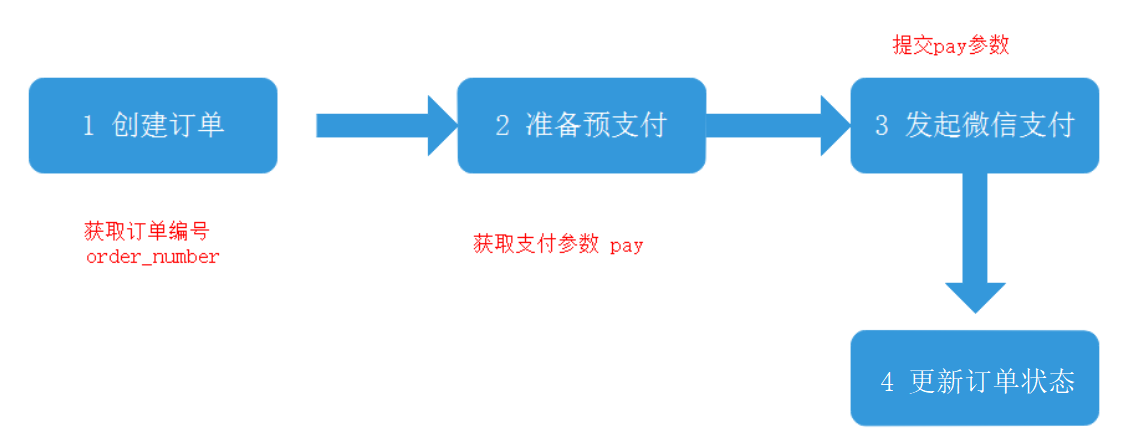 提交pay参数
1 创建订单
2 准备预支付
3 发起微信支付
获取订单编号
order_number
获取支付参数 pay
4 更新订单状态